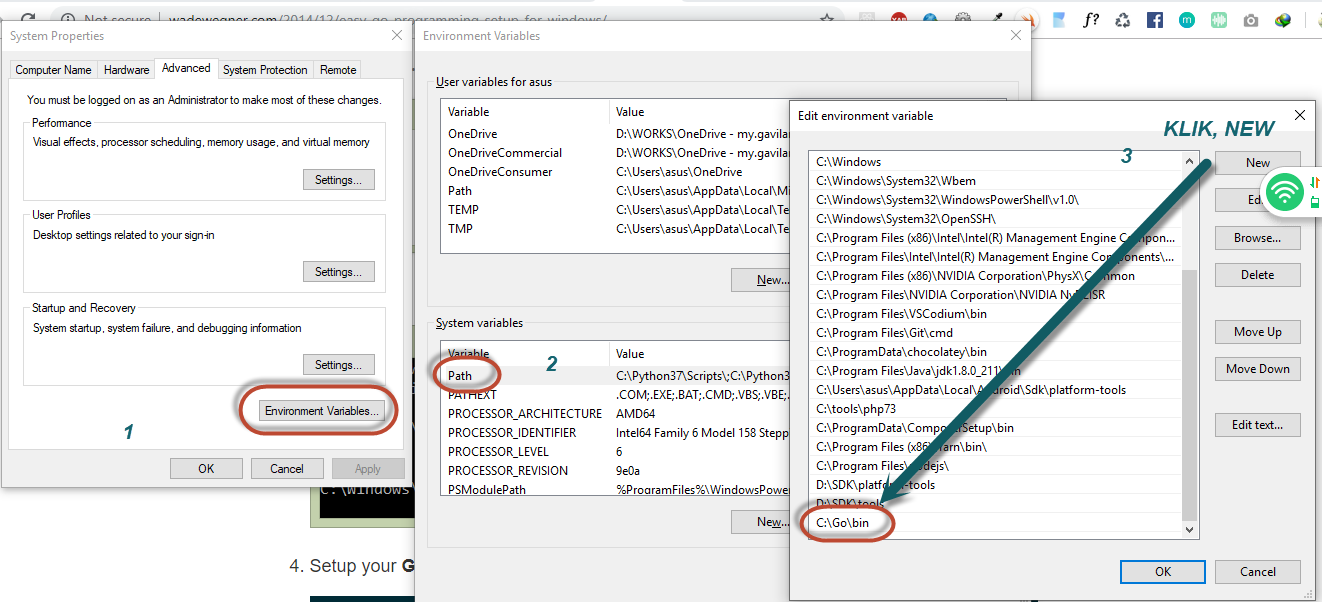 Not secure
wadewegner.com/2014/12/easy-go-programming-setup-for-windows/
f?
m
System Properties
Computer Name
Hardware
Advanced
System Protection
Remote
You must be logged on as an Administrator to make most of these changes.
Performance
Visual effects, processor scheduling, memory usage, and virtual memory
Settings...
User Profiles
Desktop settings related to your sign-in
Settings...
Startup and Recovery
System startup, system failure, and debugging information
Settings...
Environment Variables...
1
OK
Cancel
Apply
C:\Windows\
4. Setup your G
Environment Variables
User variables for asus
Variable Value
OneDrive D:\WORKS\OneDrive - my.gavila
OneDriveCommercial D:\WORKS\OneDrive - my.gavila
OneDriveConsumer C:\Users\asus\OneDrive
Path C:\Users\asus\AppData\Local\Mi
TEMP C:\Users\asus\AppData\Local\Te
TMP C:\Users\asus\AppData\Local\Te
New...
System variables
Variable Value
2
Path C:\Python37\Scripts\;C:\Python3
PATHEXT .COM;.EXE;.BAT;.CMD;.VBS;.VBE;
PROCESSOR_ARCHITECTURE AMD64
PROCESSOR_IDENTIFIER Intel64 Family 6 Model 158 Stepp
PROCESSOR_LEVEL 6
PROCESSOR_REVISION 9e0a
PSModulePath %ProgramFiles%\WindowsPower
New...
Edit environment variable
KLIK, NEW
3
C:\Windows
C:\Windows\System32\Wbem
C:\Windows\System32\WindowsPowerShell\v1.0\
C:\Windows\System32\OpenSSH\
C:\Program Files (x86)\Intel\Intel(R) Management Engine Compon...
C:\Program Files\Intel\Intel(R) Management Engine Components\...
C:\Program Files (x86)\NVIDIA Corporation\PhysX\Common
C:\Program Files\NVIDIA Corporation\NVIDIA
C:\Program Files\VSCodium\bin
C:\Program Files\Git\cmd
C:\ProgramData\chocolatey\bin
C:\Program Files\Java\jdk1.8.0_211\bin
C:\Users\asus\AppData\Local\Android\Sdk\platform-tools
C:\tools\php73
C:\ProgramData\ComposerSetup\bin
C:\Program Files (x86)\Yarn\bin\
C:\Program Files\nodejs\
D:\SDK\platform-tools
D:\SDK\tools
C:\Go\bin
New
Ed
Browse...
Delete
Move Up
Move Down
Edit text...
OK
Cancel